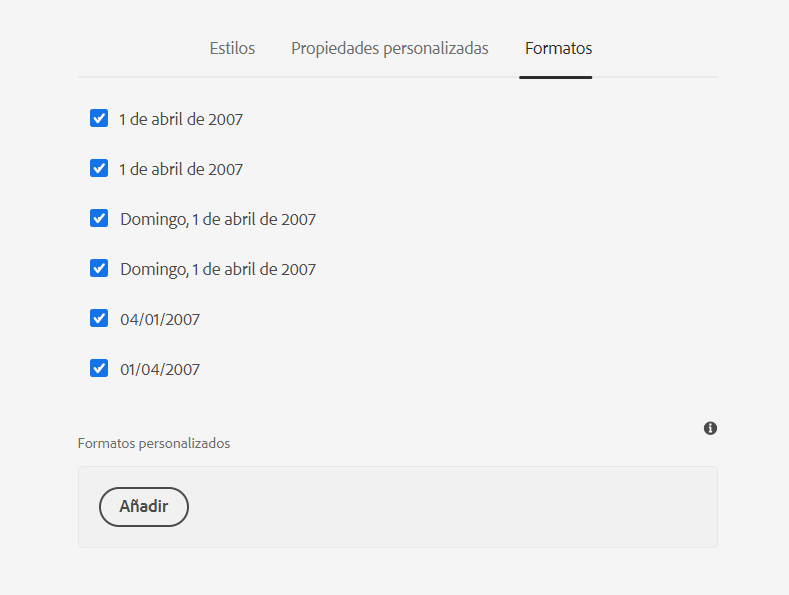 Estilos Propiedades personalizadas Formatos
1 de abril de 2007
1 de abril de 2007
Domingo, 1 de abril de 2007
Domingo, 1 de abril de 2007
04/01/2007
01/04/2007
Formatos personalizados
Añadir